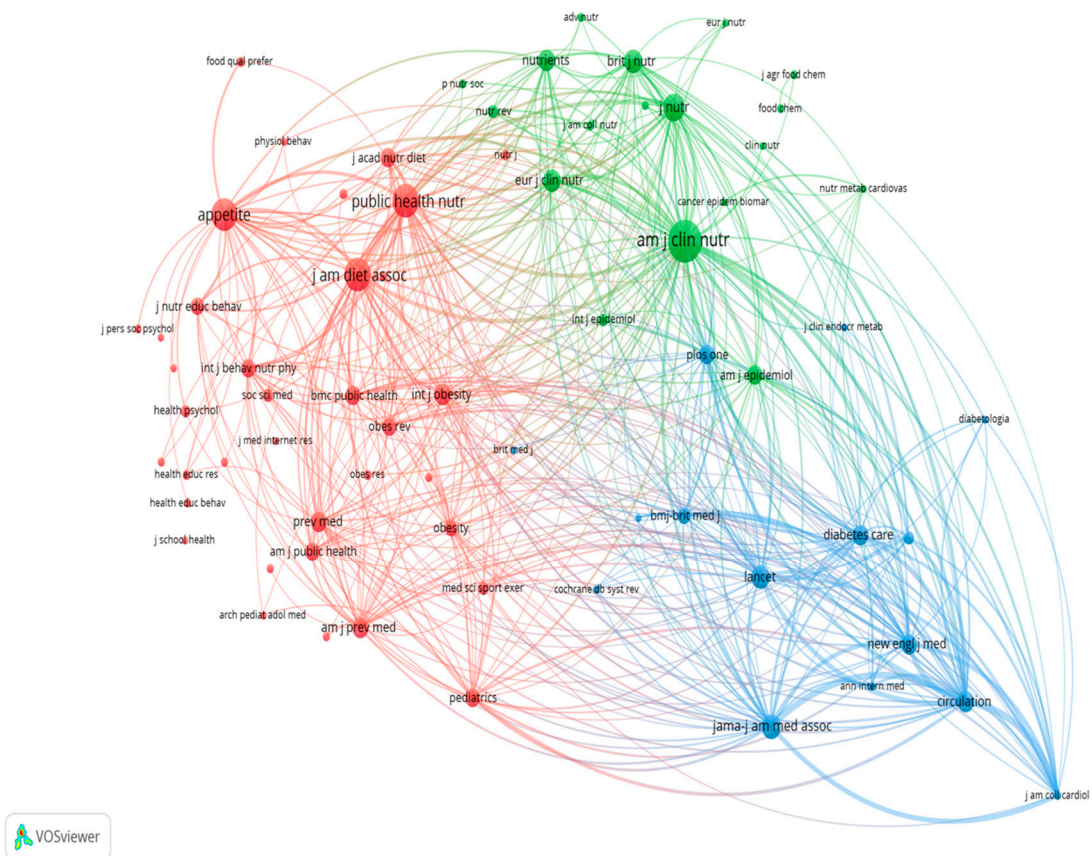 adv nutr
eur j nutr
food qual prefer
nutrients
brit j nutr
j agr food chem
p nutr soc
nutr rev
j nutr
food chem
j am coll nutr
physiol behav
j acad nutr diet
nutr j
clin nutr
eur j clin nutr
nutr metab cardiovas
public health nutr
cancer epidem biomar
appetite
am j clin nutr
j am diet assoc
j nutr educ behav
int j epidemiol
j pers soc psychol
j clin endocr metab
plos one
int j behav nutr phy
am j epidemiol
soc sci med
bmc public health
int j obesity
health psychol
obes rev
diabetologia
j med internet res
brit med j
health educ res
obes res
health educ behav
prev med
obesity
bmj-brit med j
diabetes care
j school health
am j public health
lancet
med sci sport exer
cochrane db syst rev
arch pediat adol med
am j prev med
new engl j med
ann intern med
pediatrics
circulation
jama-j am med assoc
j am coll cardiol
VOSviewer